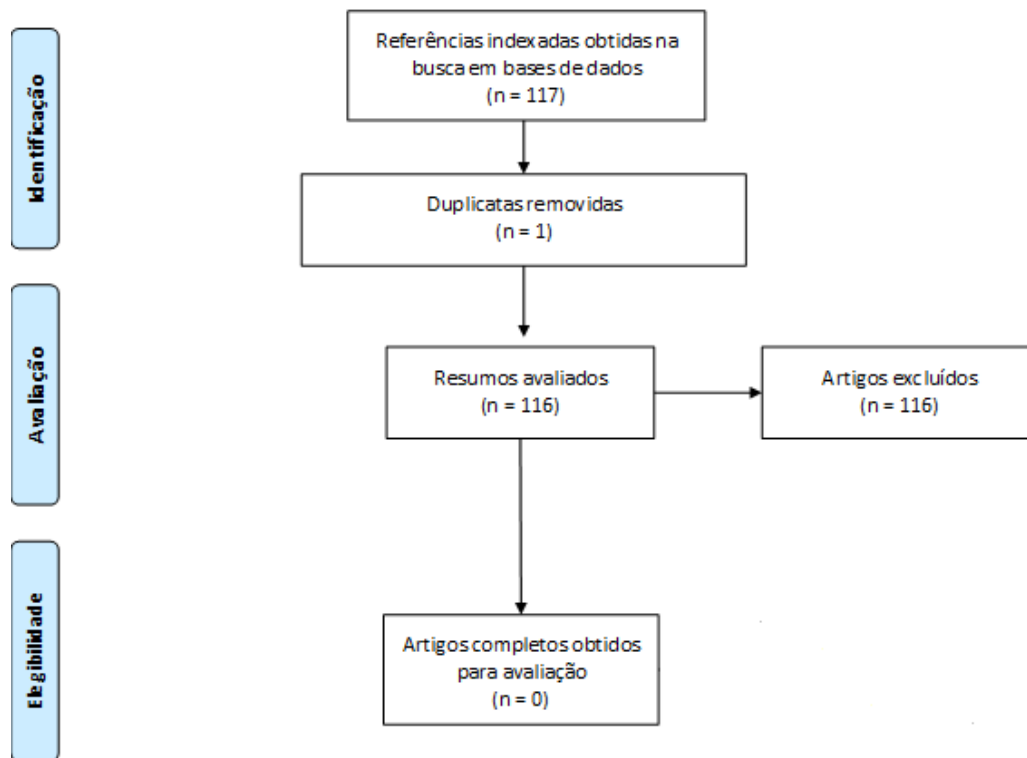 Identificação
Referências indexadas obtidas na
busca em bases de dados
(n = 117)
Duplicatas removidas
(n = 1)
Avaliação
Resumos avaliados
(n = 116)
Artigos excluídos
(n = 116)
Elegibilidade
Artigos completos obtidos
para avaliação
(n = 0)